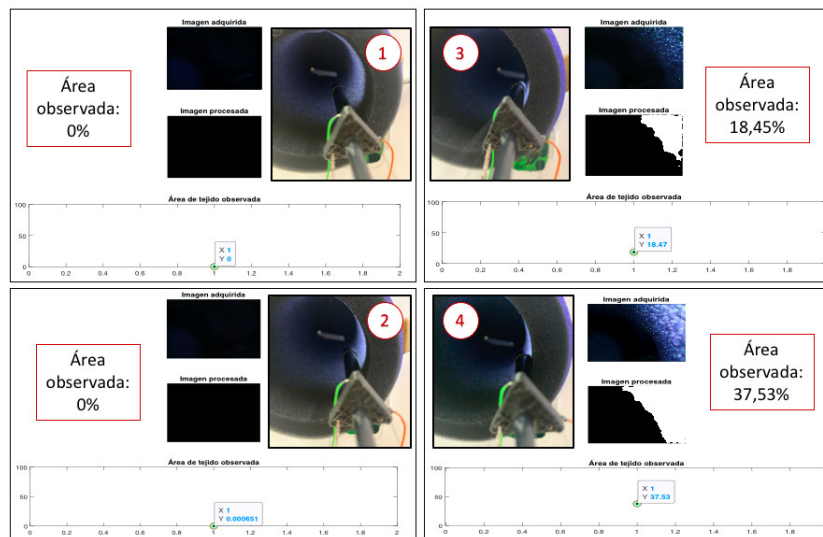 Imagen adquirida
1
Área
observada:
0%
Imagen procesada
Área de tejido observada
100
50
0
0 0.2 0.4 0.6 0.8 1 1.2 1.4 1.6 1.8 2
X 1
Y 0
3
Imagen adquirida
Área
observada:
18,45%
Imagen procesada
Área de tejido observada
100
50
0
0 0.2 0.4 0.6 0.8 1 1.2 1.4 1.6 1.8
X 1
Y 18.47
Imagen adquirida
2
Área
observada:
0%
Imagen procesada
Área de tejido observada
100
50
0
0 0.2 0.4 0.6 0.8 1 1.2 1.4 1.6 1.8 2
X 1
Y 0.000651
4
Imagen adquirida
Área
observada:
37,53%
Imagen procesada
Área de tejido observada
100
50
0
0 0.2 0.4 0.6 0.8 1 1.2 1.4 1.6 1.8
X 1
Y 37.53